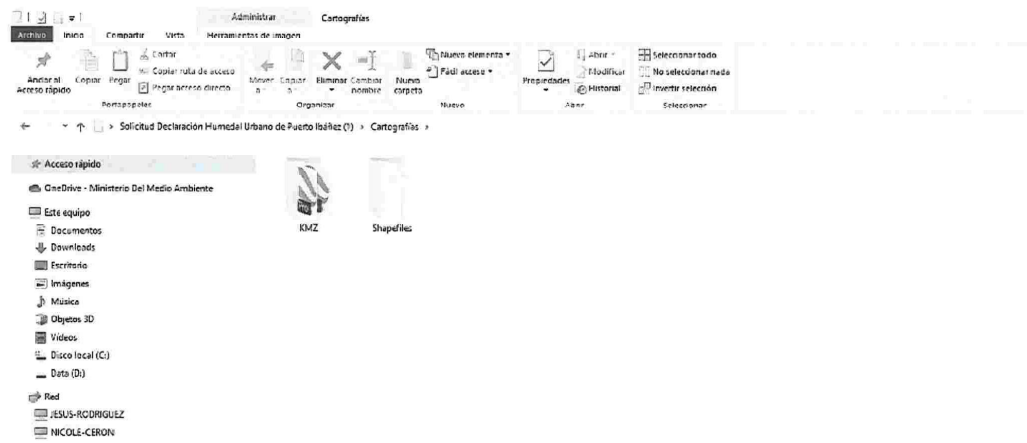 Administrar Cartografías
Archivo Inicio Compartir Vista Herramientas de imagen
Anclar al Acceso rápido
Copiar
Pegar
Cortar
Copiar ruta de acceso
Pegar acceso directo
Portapapeles
Mover a
Copiar a
Eliminar
Cambiar nombre
Organizar
Nueva carpeta
Nuevo elemento
Fácil acceso
Nuevo
Propiedades
Abrir
Modificar
Historial
Abrir
Seleccionar todo
No seleccionar nada
Invertir selección
Seleccionar
> Solicitud Declaración Humedal Urbano de Puerto Ibáñez (?) > Cartografías >
Acceso rápido
OneDrive - Ministerio Del Medio Ambiente
Este equipo
Documentos
Downloads
Escritorio
Imágenes
Música
Objetos 3D
Vídeos
Disco local (C:)
Data (D:)
Red
JESUS-RODRIGUEZ
NICOLE-CERON
KMZ
Shapefiles